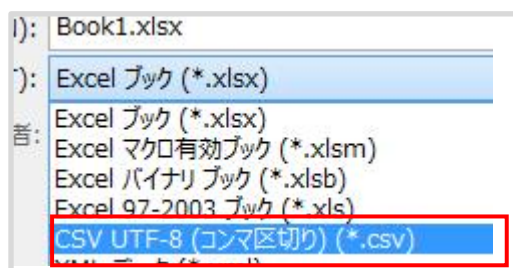 ): Book1.xlsx
): Excel ブック (*.xlsx)
者: Excel ブック (*.xlsx)
Excel マクロ有効ブック (*.xlsm)
Excel バイナリ ブック (*.xlsb)
Excel 97-2003 ブック (*.xls)
CSV UTF-8 (コンマ区切り) (*.csv)